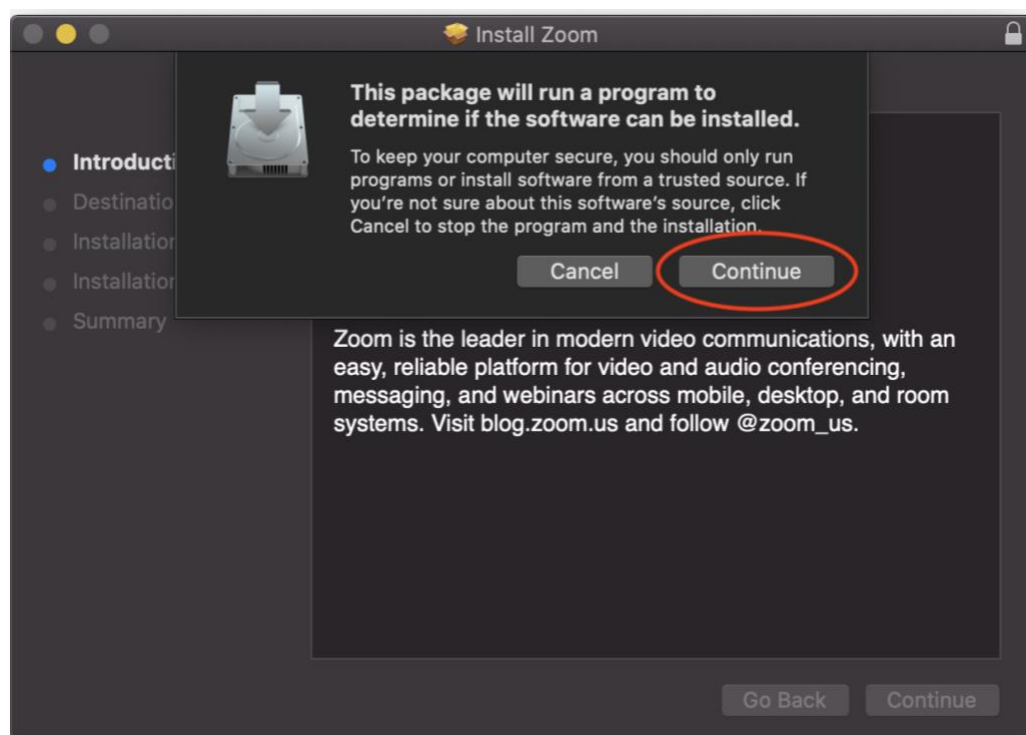 Install Zoom
This package will run a program to
determine if the software can be installed.
To keep your computer secure, you should only run
programs or install software from a trusted source. If
you're not sure about this software's source, click
Cancel to stop the program and the installation.
Cancel
Continue
Introducti
Destinatio
Installation
Installation
Summary
Zoom is the leader in modern video communications, with an
easy, reliable platform for video and audio conferencing,
messaging, and webinars across mobile, desktop, and room
systems. Visit blog.zoom.us and follow @zoom_us.
Go Back
Continue